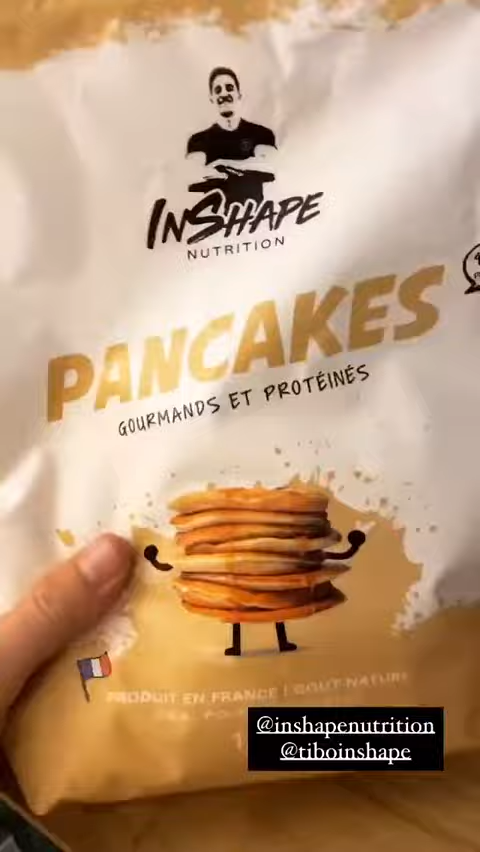 INSHAPE
NUTRITION
PANCAKES
GOURMANDS ET PROTÉINÉS
PRODUIT EN FRANCE | GOÛT NATURE
@inshapenutrition
@tiboinshape